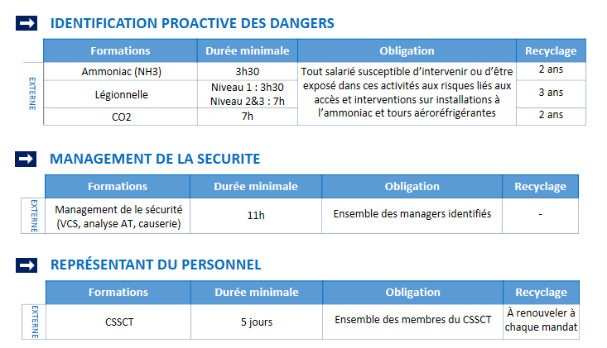 IDENTIFICATION PROACTIVE DES DANGERS
Formations Durée minimale Obligation Recyclage
EXTERNE
Ammoniac (NH3) 3h30 Tout salarié susceptible d'intervenir ou d'être exposé dans ces activités aux risques liés aux accès et interventions sur installations à l'ammoniac et tours aéroréfrigérantes 2 ans
Légionnelle Niveau 1 : 3h30 Niveau 2&3 : 7h 3 ans
CO2 7h 2 ans
MANAGEMENT DE LA SECURITE
Formations Durée minimale Obligation Recyclage
EXTERNE
Management de le sécurité (VCS, analyse AT, causerie) 11h Ensemble des managers identifiés -
REPRÉSENTANT DU PERSONNEL
Formations Durée minimale Obligation Recyclage
EXTERNE
CSSCT 5 jours Ensemble des membres du CSSCT À renouveler à chaque mandat